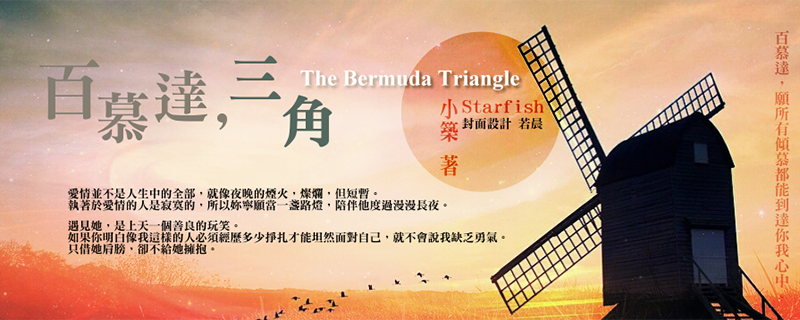 百慕達,三角
The Bermuda Triangle
小築 著
Starfish
封面設計 若晨
愛情並不是人生中的全部,就像夜晚的煙火,燦爛,但短暫。
執著於愛情的人是寂寞的,所以妳寧願當一盞路燈,陪伴他度過漫漫長夜。
遇見她,是上天一個善良的玩笑。
如果你明白像我這樣的人必須經歷多少掙扎才能坦然面對自己,就不會說我缺乏勇氣。
只借她肩膀,卻不給她擁抱。
百慕達,願所有傾慕都能到達你我心中